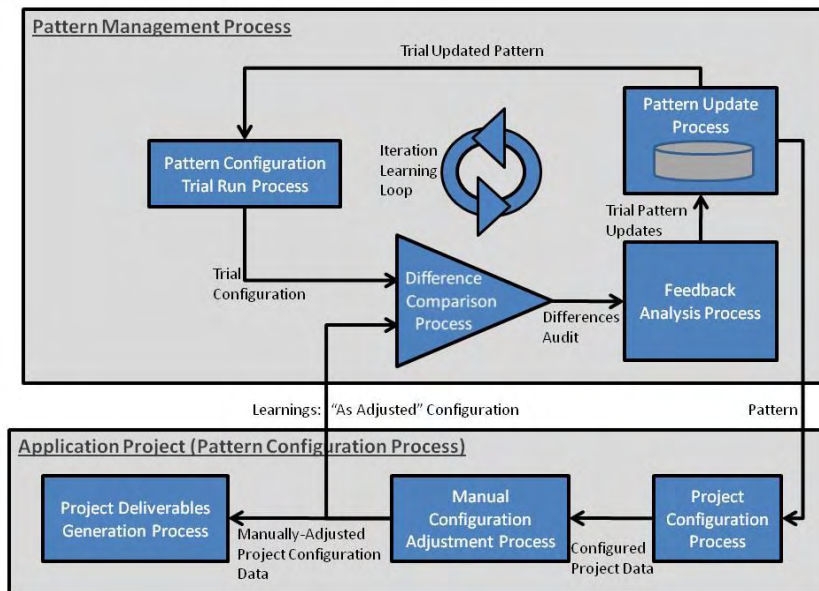 Pattern Management Process
Trial Updated Pattern
Pattern Update
Process
Pattern Configuration
Trial Run Process
Iteration
Learning
Loop
Trial Pattern
Updates
Trial
Configuration
Difference
Comparison
Process
Feedback
Analysis Process
Differences
Audit
Learnings: “As Adjusted” Configuration
Pattern
Application Project (Pattern Configuration Process)
Project Deliverables
Generation Process
Manually-Adjusted
Project Configuration
Data
Manual
Configuration
Adjustment Process
Configured
Project Data
Project
Configuration
Process